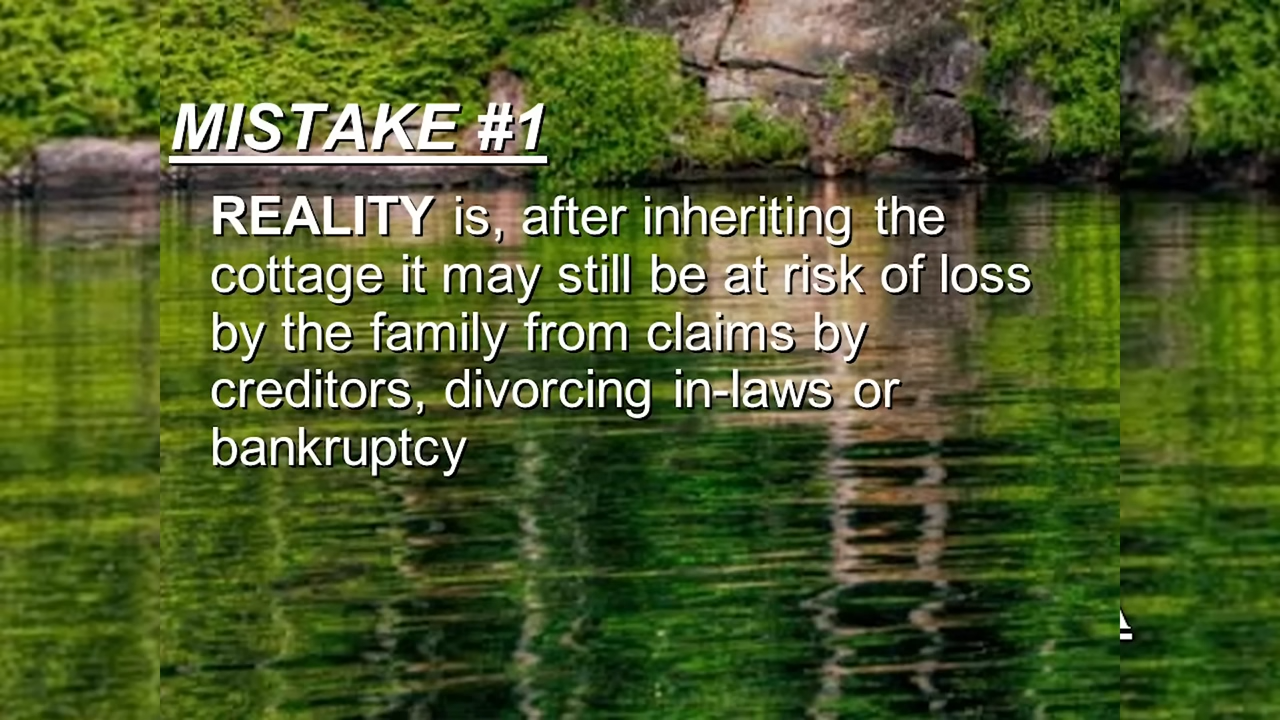 MISTAKE #1
REALITY is, after inheriting the
cottage it may still be at risk of loss
by the family from claims by
creditors, divorcing in-laws or
bankruptcy